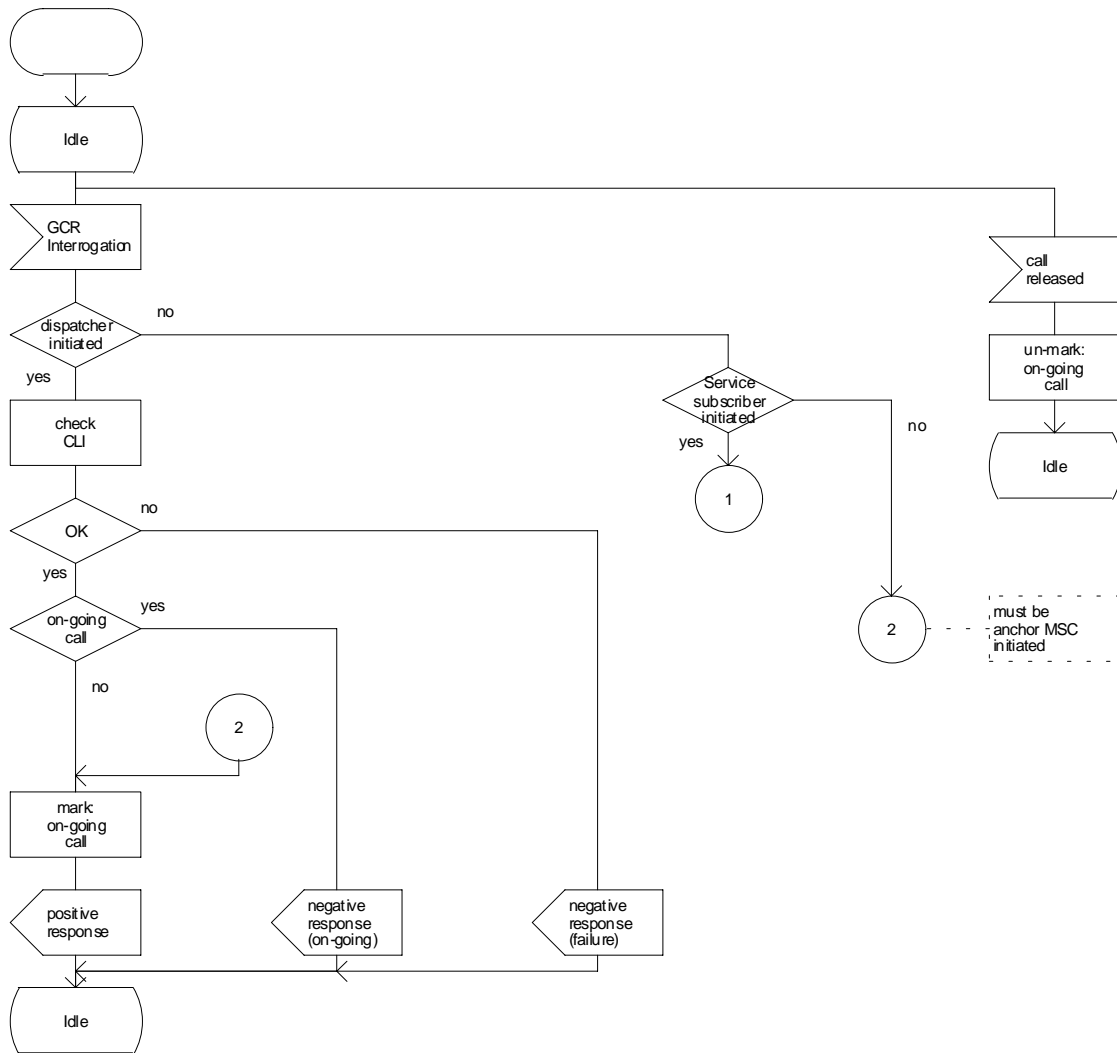 Idle
GCR
Interrogation
call
released
no
dispatcher
initiated
un-mark:
on-going
call
yes
Service
subscriber
initiated
no
check
CLI
yes
Idle
1
no
OK
yes
yes
on-going
call
2
must be
anchor MSC
initiated
no
2
mark:
on-going
call
positive
response
negative
response
(on-going)
negative
response
(failure)
Idle